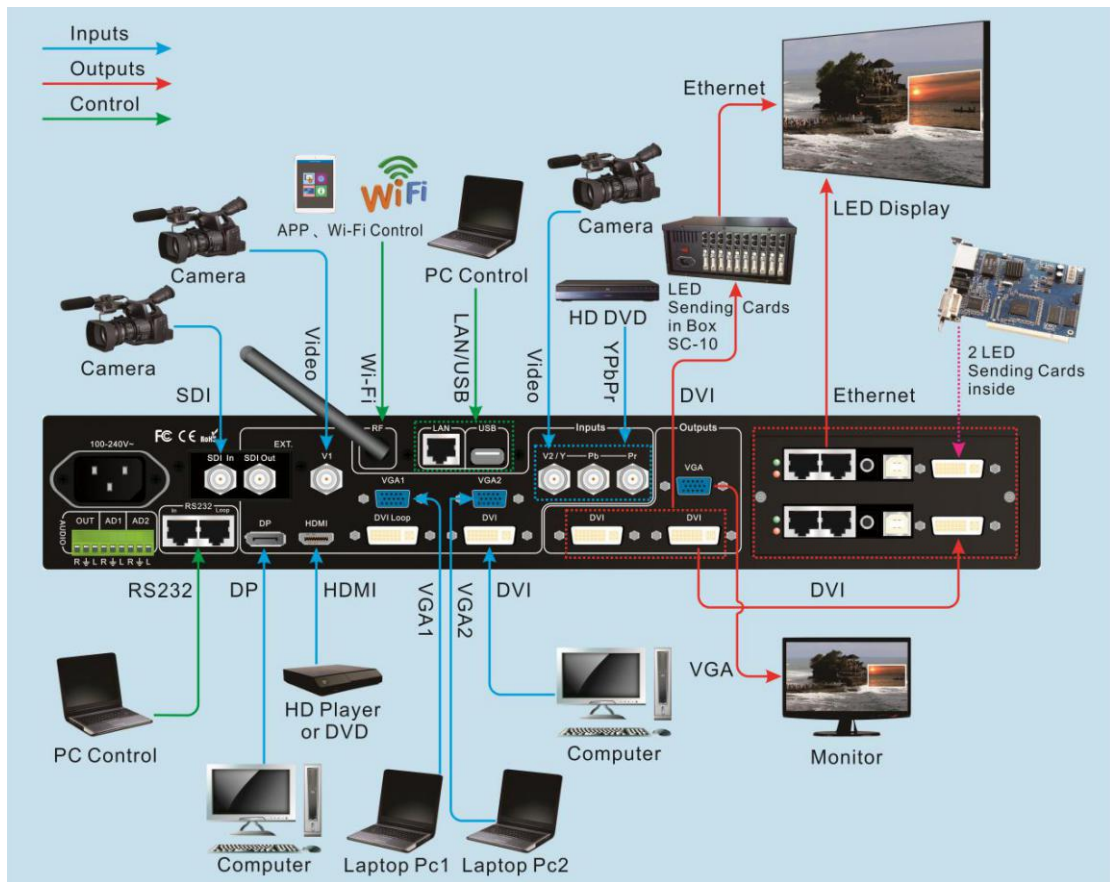 Inputs
Outputs
Control
Ethernet
WiFi
APP 、Wi-Fi Control
Camera
LED Display
Camera
PC Control
LED
Sending Cards
in Box
SC-10
HD DVD
Camera
2 LED
Sending Cards
inside
SDI
Video
Wi-Fi
LAN/USB
Video
YPbPr
DVI
Ethernet
100-240V~
FC CE RoHS
EXT.
SDI In
SDI Out
V1
RF
LAN
USB
Inputs
V2 / Y
Pb
Pr
Outputs
VGA
VGA1
VGA2
AUDIO
OUT
AD1
AD2
RS232
In
Loop
DP
HDMI
DVI Loop
DVI
DVI
DVI
R L R L R L
RS232
DP
HDMI
VGA1
VGA2
DVI
DVI
VGA
HD Player
or DVD
PC Control
Computer
Monitor
Computer
Laptop Pc1
Laptop Pc2